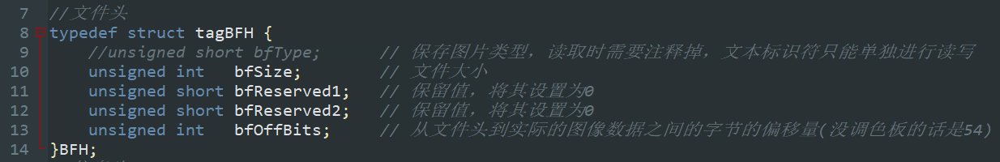 7 //文件头
8 typedef struct tagBFH {
9     //unsigned short bfType;      // 保存图片类型，读取时需要注释掉，文本标识符只能单独进行读写
10     unsigned int   bfSize;        // 文件大小
11     unsigned short bfReserved1;   // 保留值，将其设置为0
12     unsigned short bfReserved2;   // 保留值，将其设置为0
13     unsigned int   bfOffBits;     // 从文件头到实际的图像数据之间的字节的偏移量(没调色板的话是54)
14 }BFH;